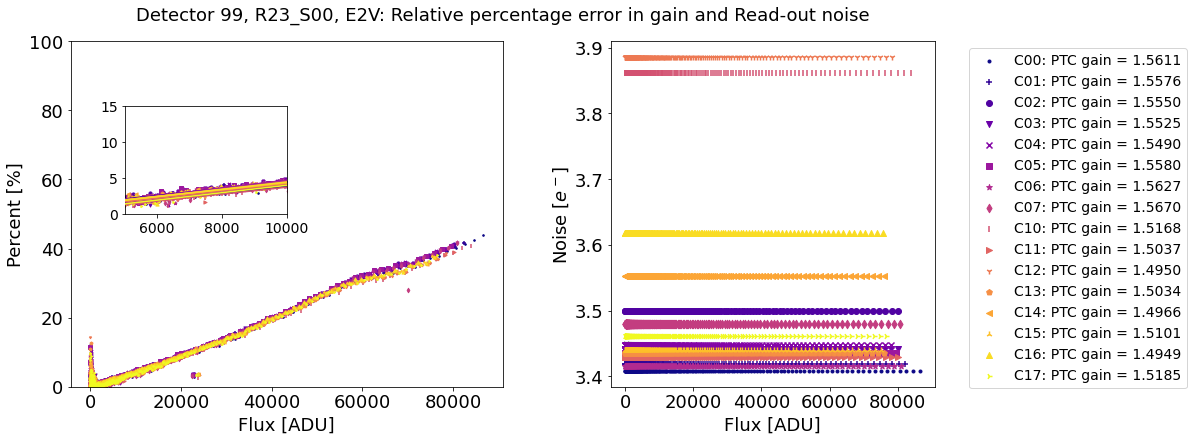 Detector 99, R23_S00, E2V: Relative percentage error in gain and Read-out noise
Percent [%]
100
80
60
40
20
0
15
10
5
0
6000 8000 10000
0 20000 40000 60000 80000
Flux [ADU]
Noise [e⁻]
3.9
3.8
3.7
3.6
3.5
3.4
0 20000 40000 60000 80000
Flux [ADU]
C00: PTC gain = 1.5611
C01: PTC gain = 1.5576
C02: PTC gain = 1.5550
C03: PTC gain = 1.5525
C04: PTC gain = 1.5490
C05: PTC gain = 1.5580
C06: PTC gain = 1.5627
C07: PTC gain = 1.5670
C10: PTC gain = 1.5168
C11: PTC gain = 1.5037
C12: PTC gain = 1.4950
C13: PTC gain = 1.5034
C14: PTC gain = 1.4966
C15: PTC gain = 1.5101
C16: PTC gain = 1.4949
C17: PTC gain = 1.5185